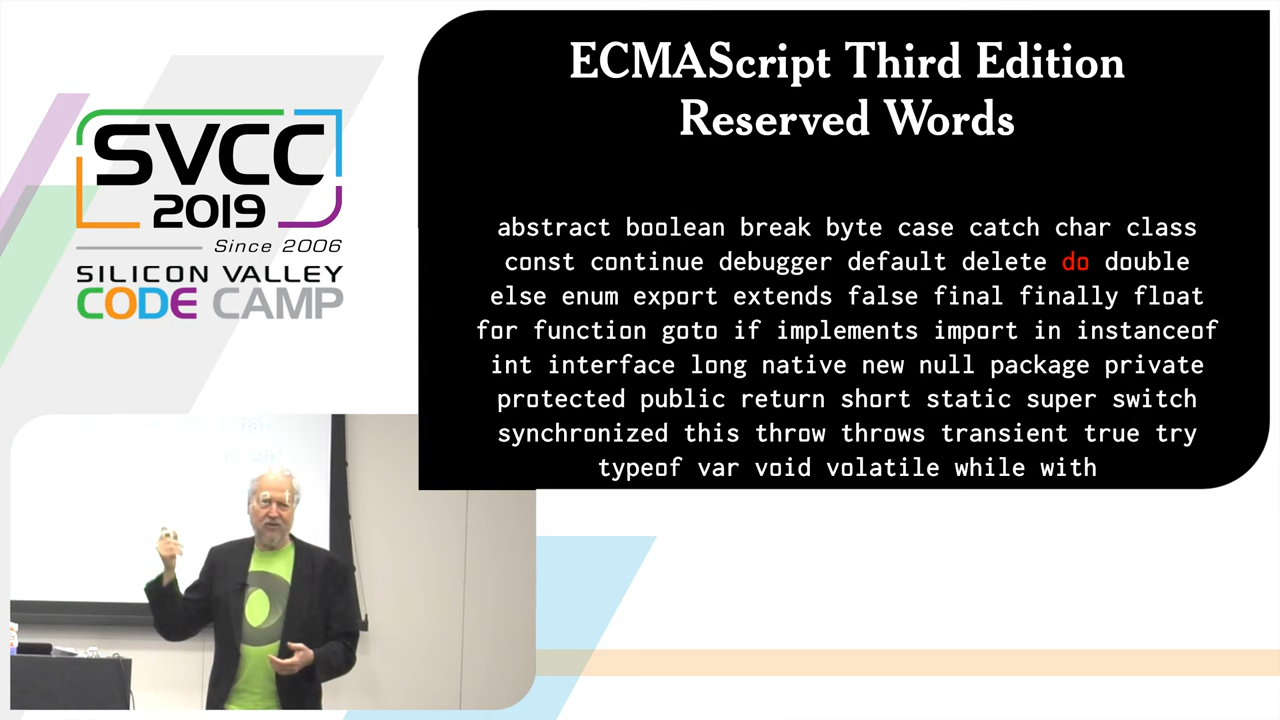 SVCC
2019
Since 2006
SILICON VALLEY
CODE CAMP
ECMAScript Third Edition
Reserved Words
abstract boolean break byte case catch char class
const continue debugger default delete do double
else enum export extends false final finally float
for function goto if implements import in instanceof
int interface long native new null package private
protected public return short static super switch
synchronized this throw throws transient true try
typeof var void volatile while with